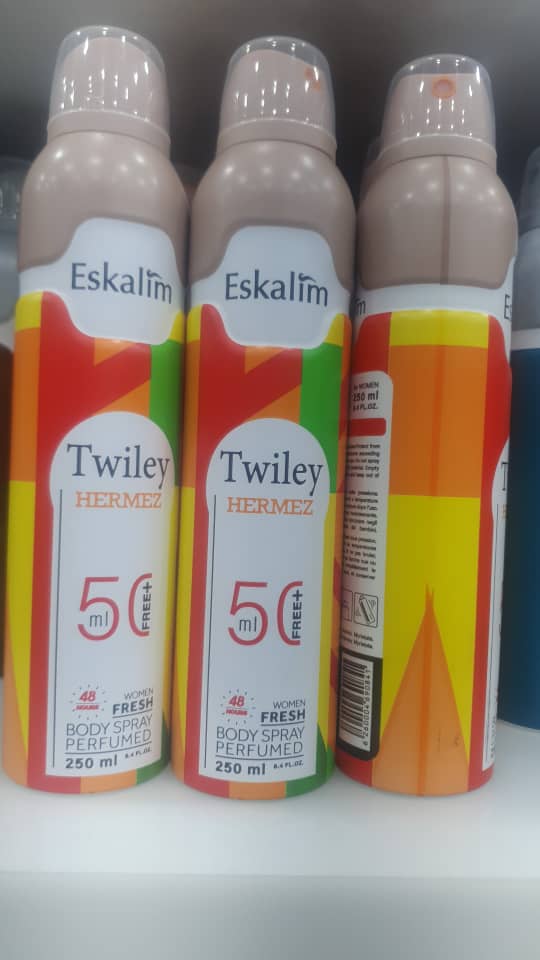 Eskalim
Twiley
HERMEZ
50
ml
FREE+
48
HOURS
WOMEN
FRESH
BODY SPRAY
PERFUMED
250 ml 8.4 FL.OZ.
Eskalim
Twiley
HERMEZ
50
ml
FREE+
48
HOURS
WOMEN
FRESH
BODY SPRAY
PERFUMED
250 ml 8.4 FL.OZ.
im
WOMEN
250 ml
8.4 FL.OZ.
6260004690841